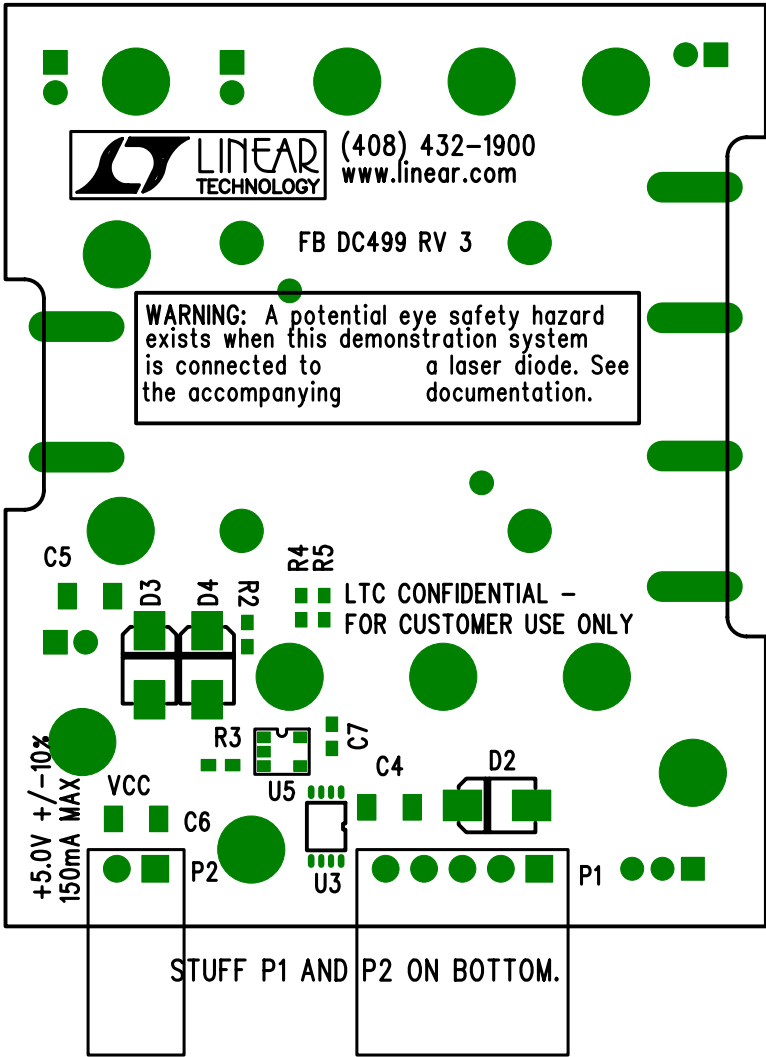 LINEAR
TECHNOLOGY
(408) 432-1900
www.linear.com
FB DC499 RV 3
WARNING: A potential eye safety hazard
exists when this demonstration system
is connected to a laser diode. See
the accompanying documentation.
C5
D3
D4
R2
R4
R5
LTC CONFIDENTIAL -
FOR CUSTOMER USE ONLY
+5.0V +/-10%
150mA MAX
R3
C7
U5
C4
D2
VCC
C6
P2
U3
P1
STUFF P1 AND P2 ON BOTTOM.